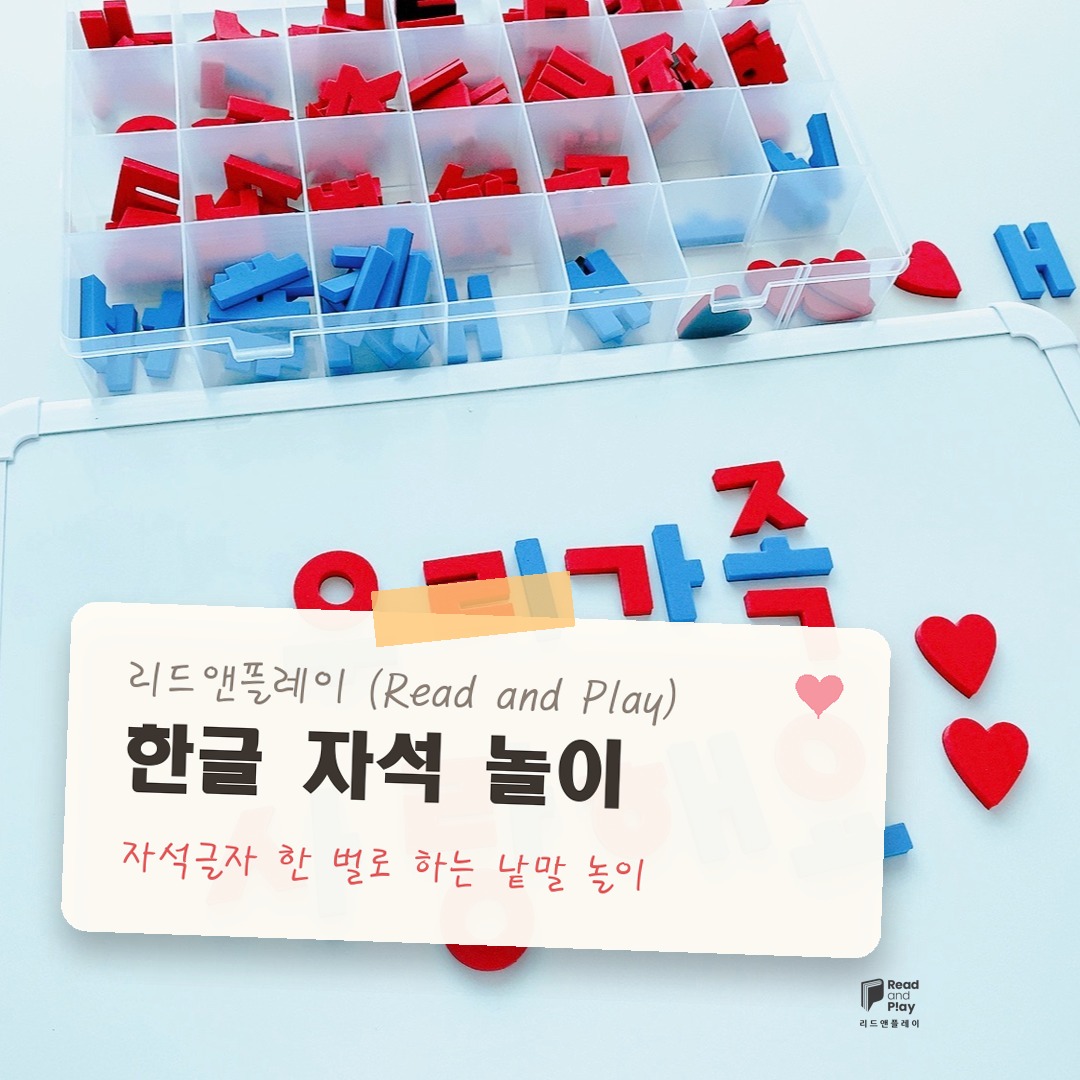 우리가족
리드앤플레이 (Read and Play)
한글 자석 놀이
자석글자 한 벌로 하는 낱말 놀이
Read
and
Play
리드앤플레이